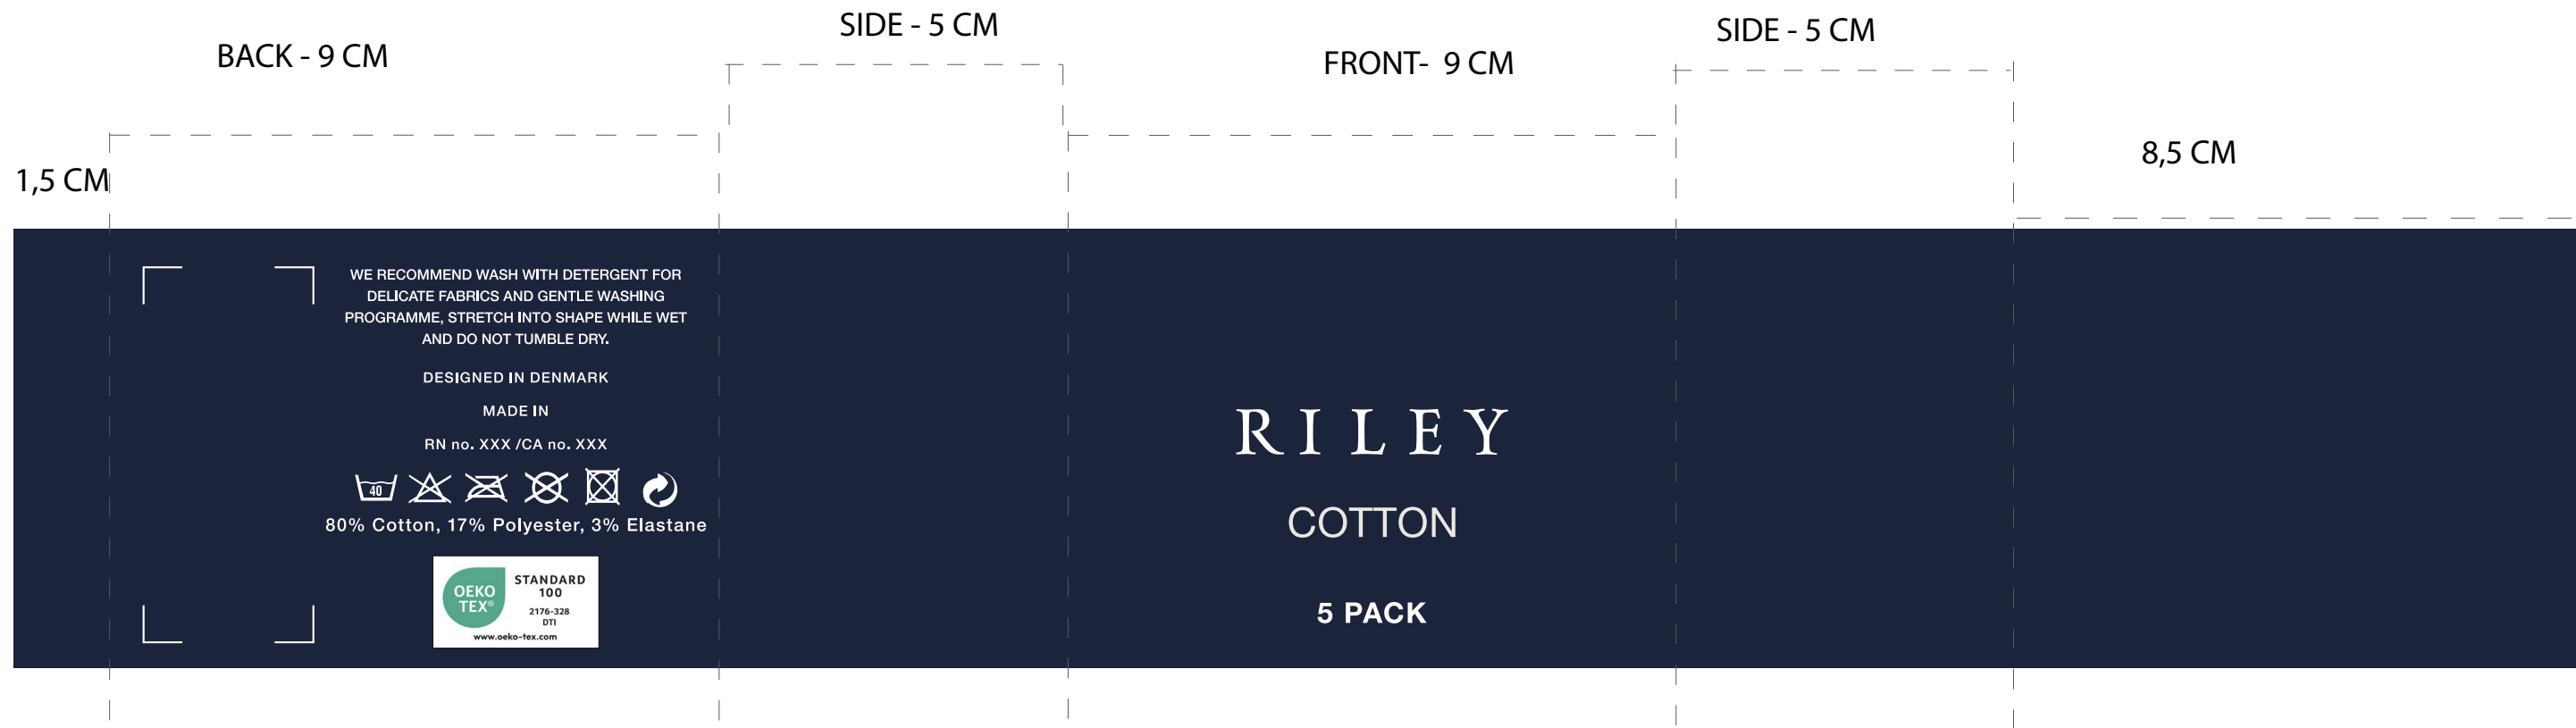 SIDE - 5 CM
SIDE - 5 CM
BACK - 9 CM
FRONT- 9 CM
8,5 CM
1,5 CM
WE RECOMMEND WASH WITH DETERGENT FOR
DELICATE FABRICS AND GENTLE WASHING
PROGRAMME, STRETCH INTO SHAPE WHILE WET
AND DO NOT TUMBLE DRY.
DESIGNED IN DENMARK
MADE IN
RN no. XXX /CA no. XXX
40
80% Cotton, 17% Polyester, 3% Elastane
OEKO
TEX®
STANDARD
100
2176-328
DTI
www.oeko-tex.com
RILEY
COTTON
5 PACK